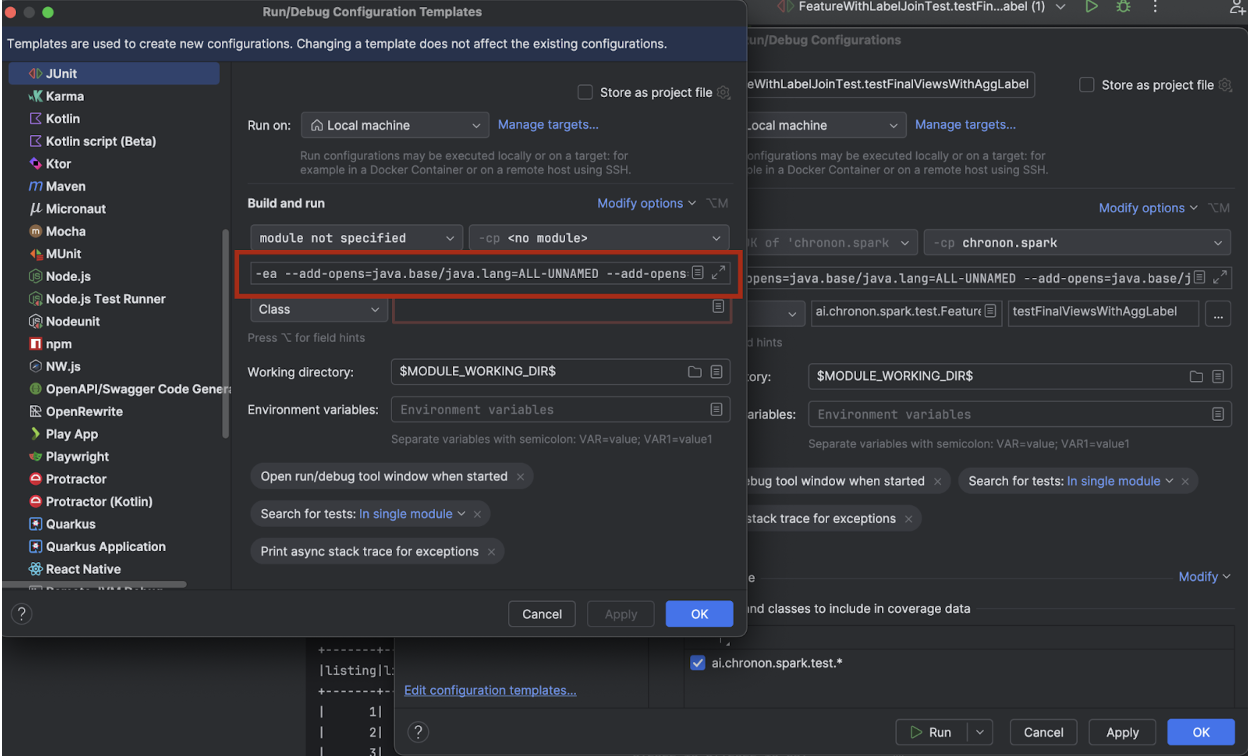 Run/Debug Configuration Templates
Templates are used to create new configurations. Changing a template does not affect the existing configurations.
JUnit
Karma
Kotlin
Kotlin script (Beta)
Ktor
Maven
Micronaut
Mocha
MUnit
Node.js
Node.js Test Runner
Nodeunit
npm
NW.js
OpenAPI/Swagger Code Genera
OpenRewrite
Play App
Playwright
Protractor
Protractor (Kotlin)
Quarkus
Quarkus Application
React Native
Store as project file
Run on:
Local machine
Manage targets...
Run configurations may be executed locally or on a target: for
example in a Docker Container or on a remote host using SSH.
Build and run
Modify options
⌥M
module not specified
-cp <no module>
-ea --add-opens=java.base/java.lang=ALL-UNNAMED --add-opens
Class
Press ⌥ for field hints
Working directory:
$MODULE_WORKING_DIR$
Environment variables:
Environment variables
Separate variables with semicolon: VAR=value; VAR1=value1
Open run/debug tool window when started ×
Search for tests: In single module ×
Print async stack trace for exceptions ×
?
Cancel
Apply
OK
FeatureWithLabelJoinTest.testFin...abel (1)
Run/Debug Configurations
eWithLabelJoinTest.testFinalViewsWithAggLabel
Store as project file
Local machine
Manage targets...
onfigurations may be executed locally or on a target: for
ple in a Docker Container or on a remote host using SSH.
Modify options
⌥M
K of 'chronon.spark
-cp chronon.spark
opens=java.base/java.lang=ALL-UNNAMED --add-opens=java.base/j
ai.chronon.spark.test.Feature
testFinalViewsWithAggLabel
...
d hints
ory:
$MODULE_WORKING_DIR$
ariables:
Environment variables
Separate variables with semicolon: VAR=value; VAR1=value1
ebug tool window when started ×
Search for tests: In single module ×
stack trace for exceptions ×
e
Modify
nd classes to include in coverage data
ai.chronon.spark.test.*
Edit configuration templates...
?
Run
Cancel
Apply
OK
+-------+--
|listing|li
+-------+--
| 1|
| 2|
| 3|